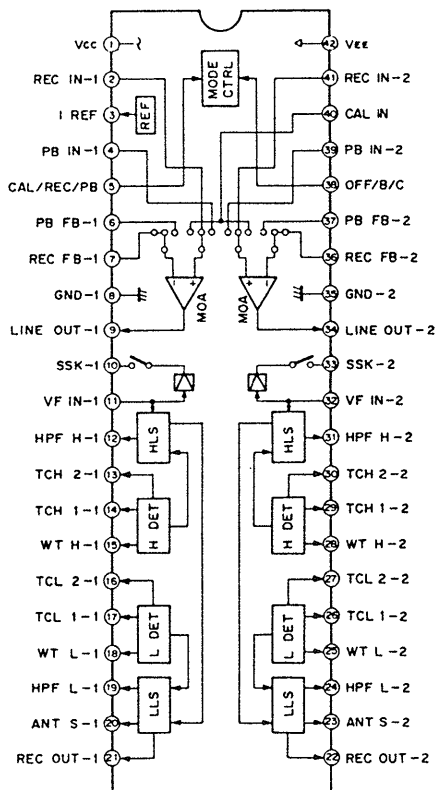 Vcc 1 42 VEE
REC IN-1 2 41 REC IN-2
MODE CTRL
I REF 3 REF 40 CAL IN
PB IN-1 4 39 PB IN-2
CAL/REC/PB 5 38 OFF/B/C
PB FB-1 6 37 PB FB-2
REC FB-1 7 36 REC FB-2
- + + -
GND-1 8 35 GND-2
MOA MOA
LINE OUT-1 9 34 LINE OUT-2
SSK-1 10 33 SSK-2
VF IN-1 11 32 VF IN-2
HPF H-1 12 HLS HLS 31 HPF H-2
TCH 2-1 13 30 TCH 2-2
TCH 1-1 14 H DET H DET 29 TCH 1-2
WT H-1 15 28 WT H-2
TCL 2-1 16 27 TCL 2-2
TCL 1-1 17 L DET L DET 26 TCL 1-2
WT L-1 18 25 WT L-2
HPF L-1 19 24 HPF L-2
LLS LLS
ANT S-1 20 23 ANT S-2
REC OUT-1 21 22 REC OUT-2